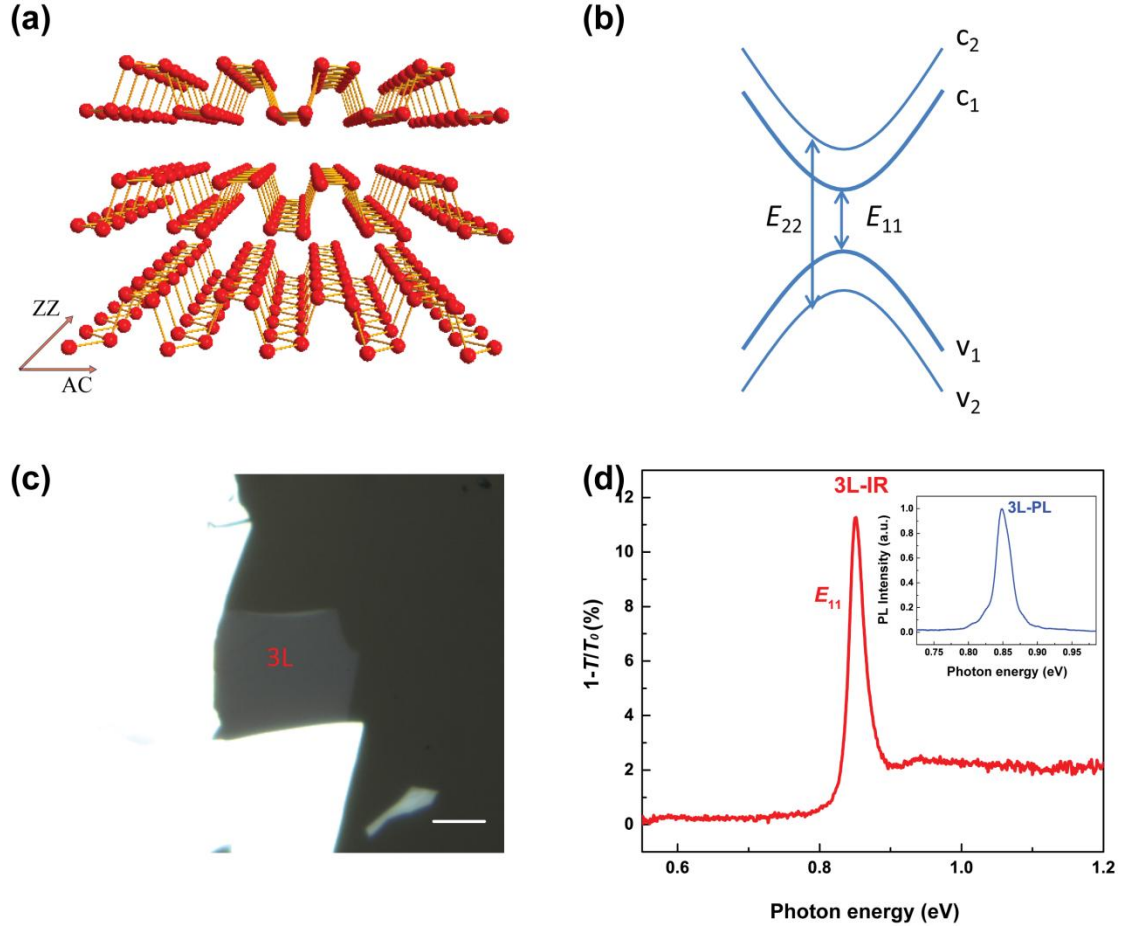 (a)
ZZ
AC
(b)
c₂
c₁
E₂₂
E₁₁
v₁
v₂
(c)
3L
(d)
3L-IR
E₁₁
1-T/T₀ (%)
12
10
8
6
4
2
0
0.6
0.8
1.0
1.2
Photon energy (eV)
3L-PL
PL Intensity (a.u.)
1.0
0.8
0.6
0.4
0.2
0.0
0.75
0.80
0.85
0.90
0.95
Photon energy (eV)